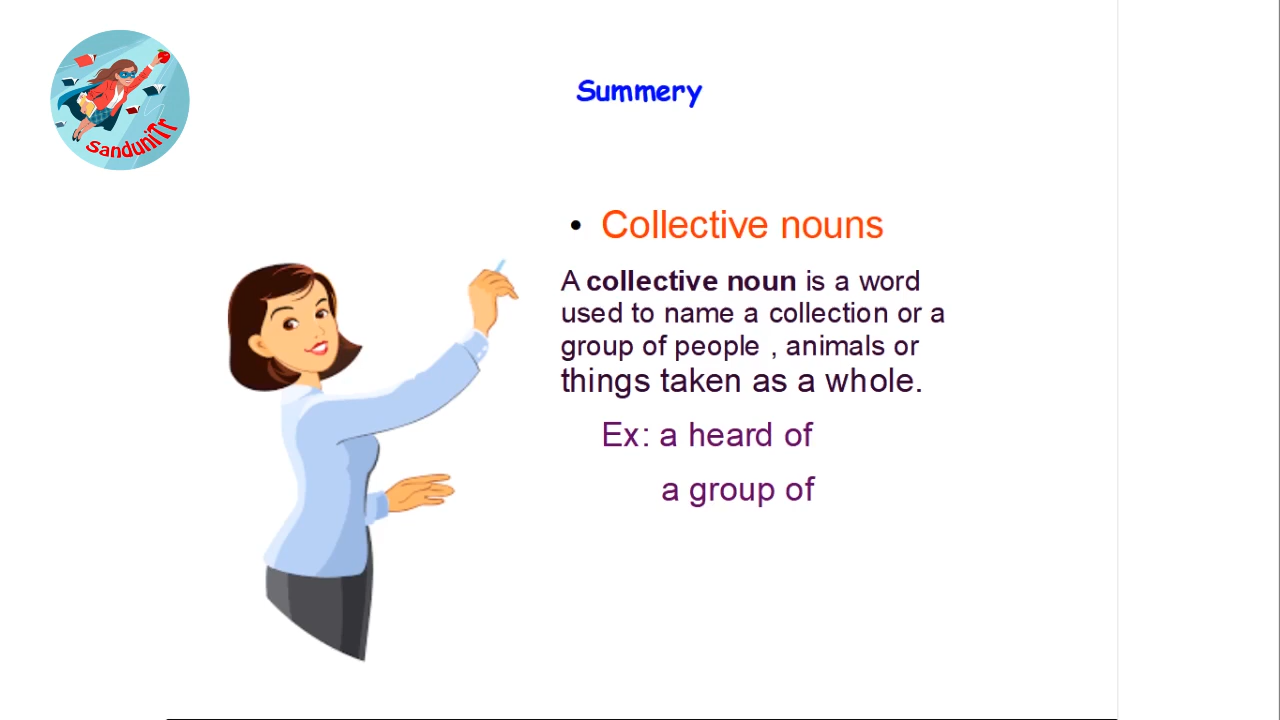 sanduniTr
Summery
• Collective nouns
A collective noun is a word
used to name a collection or a
group of people , animals or
things taken as a whole.
Ex: a heard of
a group of